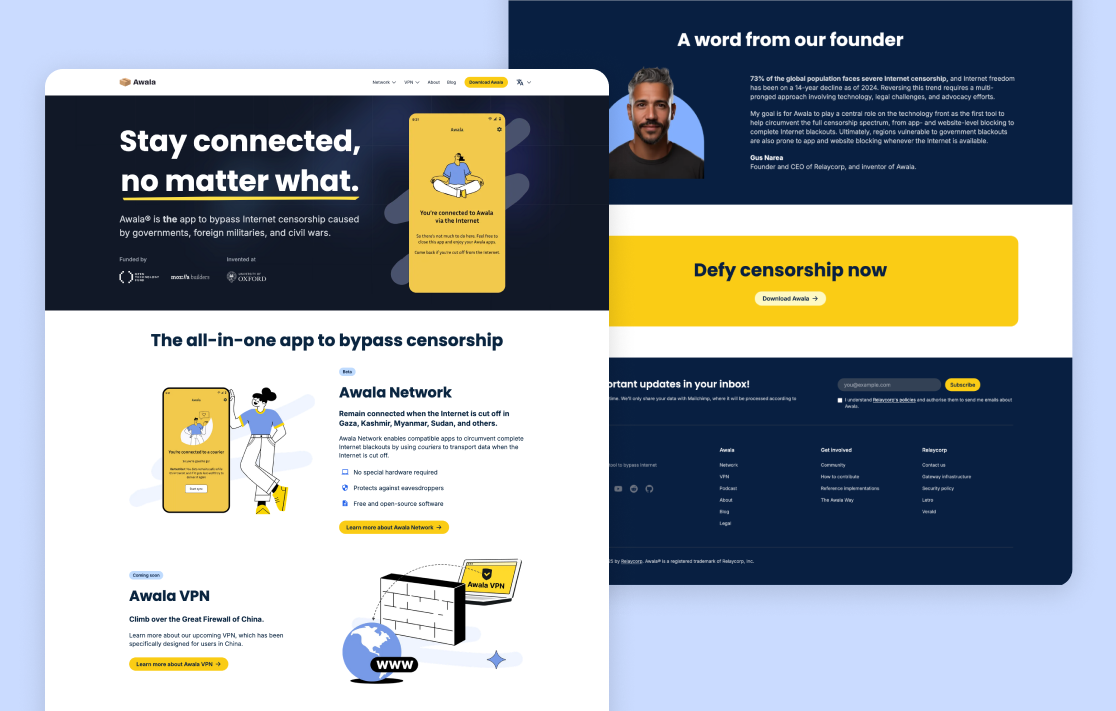 Awala
Network
VPN
About
Blog
Download Awala
Stay connected,
no matter what.
Awala® is the app to bypass Internet censorship caused
by governments, foreign militaries, and civil wars.
Funded by
Invented at
OPEN
TECHNOLOGY
FUND
builders
UNIVERSITY OF
OXFORD
Awala
You're connected to Awala
via the Internet
So there's not much to do here. Feel free to
close this app and enjoy your Awala apps.
Come back if you're cut off from the Internet.
The all-in-one app to bypass censorship
Awala
You're connected to a courier
Beta
Awala Network
Remain connected when the Internet is cut off in
Gaza, Kashmir, Myanmar, Sudan, and others.
Awala Network enables compatible apps to circumvent complete
Internet blackouts by using couriers to transport data when the
Internet is cut off.
No special hardware required
Protects against eavesdroppers
Free and open-source software
Learn more about Awala Network →
Coming soon
Awala VPN
Climb over the Great Firewall of China.
Learn more about our upcoming VPN, which has been
specifically designed for users in China.
Learn more about Awala VPN →
Awala VPN
WWW
A word from our founder
73% of the global population faces severe Internet censorship, and Internet freedom
has been on a 14-year decline as of 2024. Reversing this trend requires a multi-
pronged approach involving technology, legal challenges, and advocacy efforts.
My goal is for Awala to play a central role on the technology front as the first tool to
help circumvent the full censorship spectrum, from app- and website-level blocking to
complete Internet blackouts. Ultimately, regions vulnerable to government blackouts
are also prone to app and website blocking whenever the Internet is available.
Gus Narea
Founder and CEO of Relaycorp, and inventor of Awala.
Defy censorship now
Download Awala →
ortant updates in your inbox!
time. We'll only share your data with Mailchimp, where it will be processed according to
you@example.com
Subscribe
I understand Relaycorp's policies and authorise them to send me emails about
Awala.
ted to bypass Internet
Awala
Network
VPN
Podcast
About
Blog
Legal
Get involved
Community
How to contribute
Reference implementations
The Awala Way
Relaycorp
Contact us
Gateway infrastructure
Security policy
Letro
Veraid
25 by Relaycorp. Awala® is a registered trademark of Relaycorp, Inc.